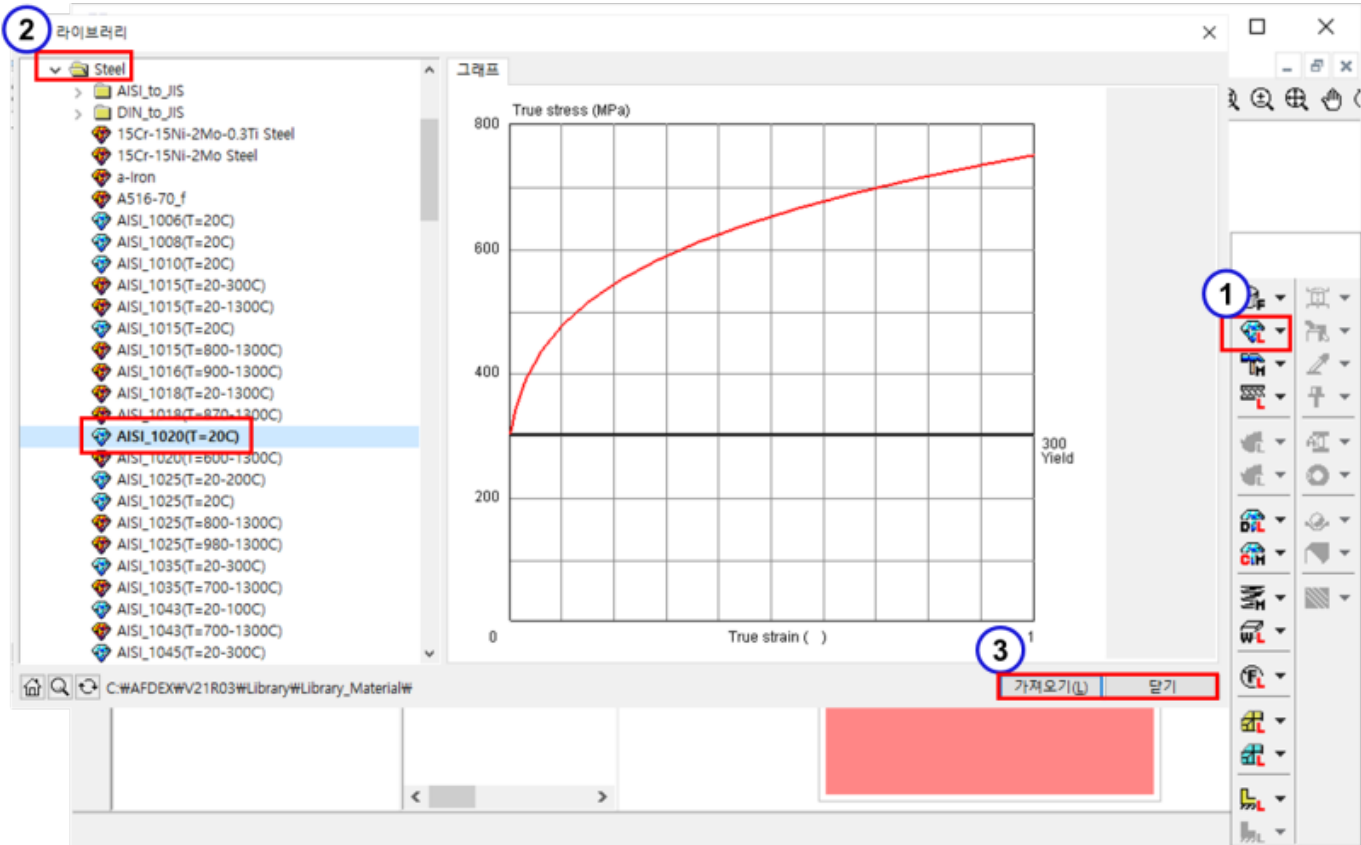 2
라이브러리
Steel
AISI_to_JIS
DIN_to_JIS
15Cr-15Ni-2Mo-0.3Ti Steel
15Cr-15Ni-2Mo Steel
a-Iron
A516-70_f
AISI_1006(T=20C)
AISI_1008(T=20C)
AISI_1010(T=20C)
AISI_1015(T=20-300C)
AISI_1015(T=20-1300C)
AISI_1015(T=20C)
AISI_1015(T=800-1300C)
AISI_1016(T=900-1300C)
AISI_1018(T=20-1300C)
AISI_1018(T=870-1300C)
AISI_1020(T=20C)
AISI_1020(T=600-1300C)
AISI_1025(T=20-200C)
AISI_1025(T=20C)
AISI_1025(T=800-1300C)
AISI_1025(T=980-1300C)
AISI_1035(T=20-300C)
AISI_1035(T=700-1300C)
AISI_1043(T=20-100C)
AISI_1043(T=700-1300C)
AISI_1045(T=20-300C)
그래프
True stress (MPa)
800
600
400
300
Yield
200
0
True strain ( )
1
3
C:₩AFDEX₩V21R03₩Library₩Library_Material₩
가져오기(L)
닫기
1
F
L
M
L
D L
C M
M
W L
F L
L
L
L
L